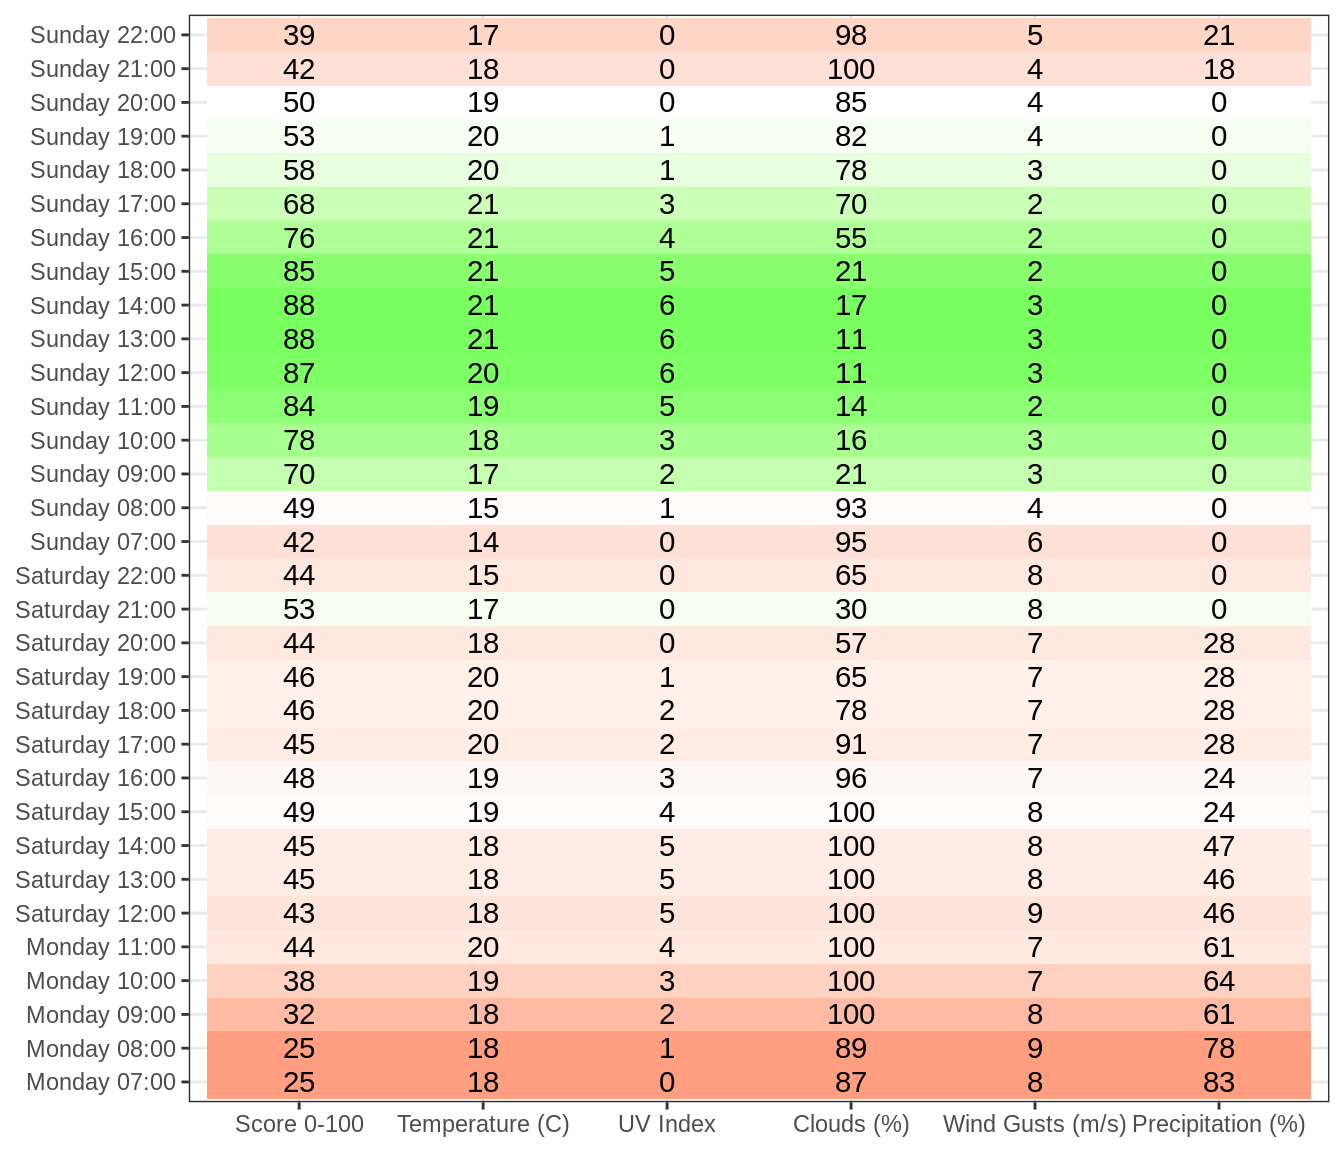 Sunday 22:00 39 17 0 98 5 21
Sunday 21:00 42 18 0 100 4 18
Sunday 20:00 50 19 0 85 4 0
Sunday 19:00 53 20 1 82 4 0
Sunday 18:00 58 20 1 78 3 0
Sunday 17:00 68 21 3 70 2 0
Sunday 16:00 76 21 4 55 2 0
Sunday 15:00 85 21 5 21 2 0
Sunday 14:00 88 21 6 17 3 0
Sunday 13:00 88 21 6 11 3 0
Sunday 12:00 87 20 6 11 3 0
Sunday 11:00 84 19 5 14 2 0
Sunday 10:00 78 18 3 16 3 0
Sunday 09:00 70 17 2 21 3 0
Sunday 08:00 49 15 1 93 4 0
Sunday 07:00 42 14 0 95 6 0
Saturday 22:00 44 15 0 65 8 0
Saturday 21:00 53 17 0 30 8 0
Saturday 20:00 44 18 0 57 7 28
Saturday 19:00 46 20 1 65 7 28
Saturday 18:00 46 20 2 78 7 28
Saturday 17:00 45 20 2 91 7 28
Saturday 16:00 48 19 3 96 7 24
Saturday 15:00 49 19 4 100 8 24
Saturday 14:00 45 18 5 100 8 47
Saturday 13:00 45 18 5 100 8 46
Saturday 12:00 43 18 5 100 9 46
Monday 11:00 44 20 4 100 7 61
Monday 10:00 38 19 3 100 7 64
Monday 09:00 32 18 2 100 8 61
Monday 08:00 25 18 1 89 9 78
Monday 07:00 25 18 0 87 8 83
Score 0-100 Temperature (C) UV Index Clouds (%) Wind Gusts (m/s) Precipitation (%)